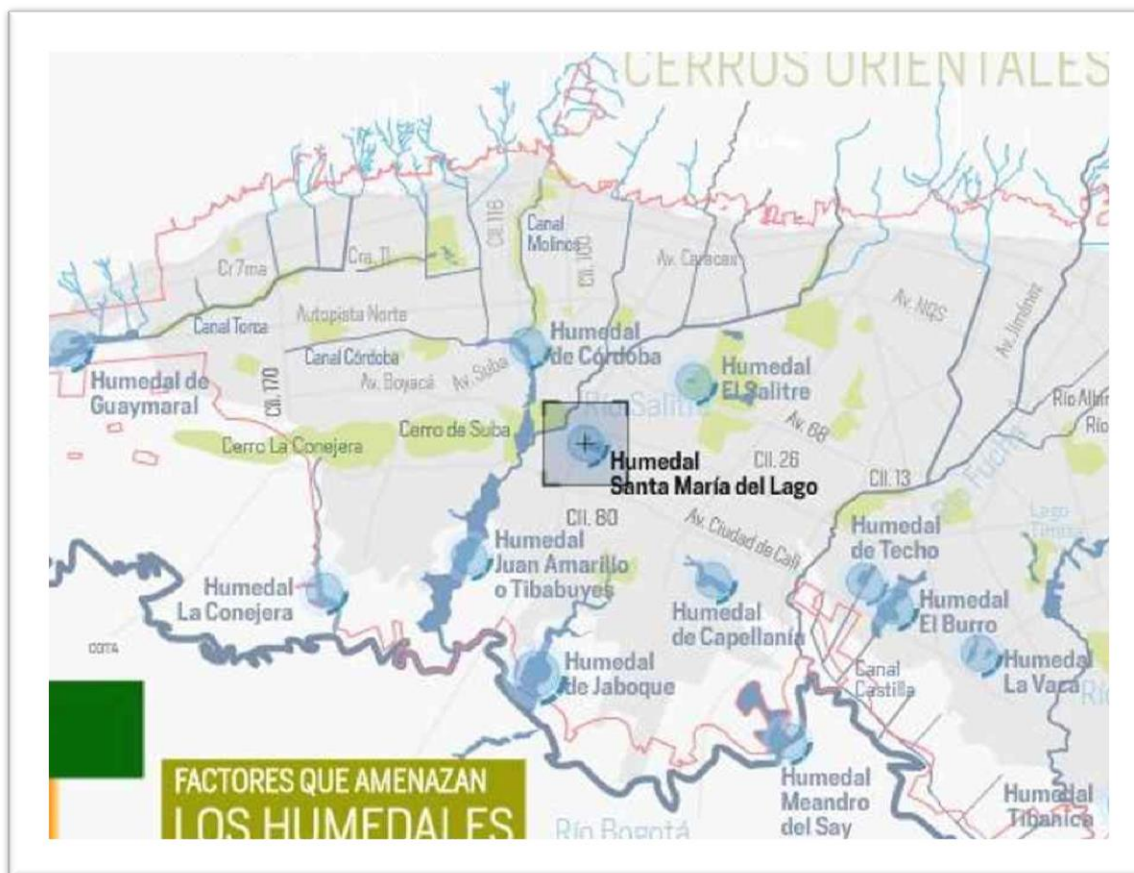 CERROS ORIENTALES
Cll. 116
Canal
Molinos
Cll. 100
Cr 7ma
Cra. 11
Av. Caracas
Av. NQS
Av. Jiménez
Canal Torca
Autopista Norte
Canal Córdoba
Av. Boyacá
Av. Suba
Humedal
de Córdoba
Humedal
El Salitre
Río Salitre
Humedal de
Guaymaral
Cll. 170
Cerro La Conejera
Cerro de Suba
Av. 68
Humedal
Santa María del Lago
Cll. 26
Cll. 13
Fucha
Río
Cll. 80
Av. Ciudad de Cali
Humedal
de Techo
Lago
Humedal
Juan Amarillo
o Tibabuyes
Humedal
La Conejera
Humedal
de Capellanía
Humedal
El Burro
COTA
Humedal
de Jaboque
Canal
Castilla
Humedal
La Vaca
Río
FACTORES QUE AMENAZAN
LOS HUMEDALES
Río Bogotá
Humedal
Meandro
del Say
Humedal
Tibanica